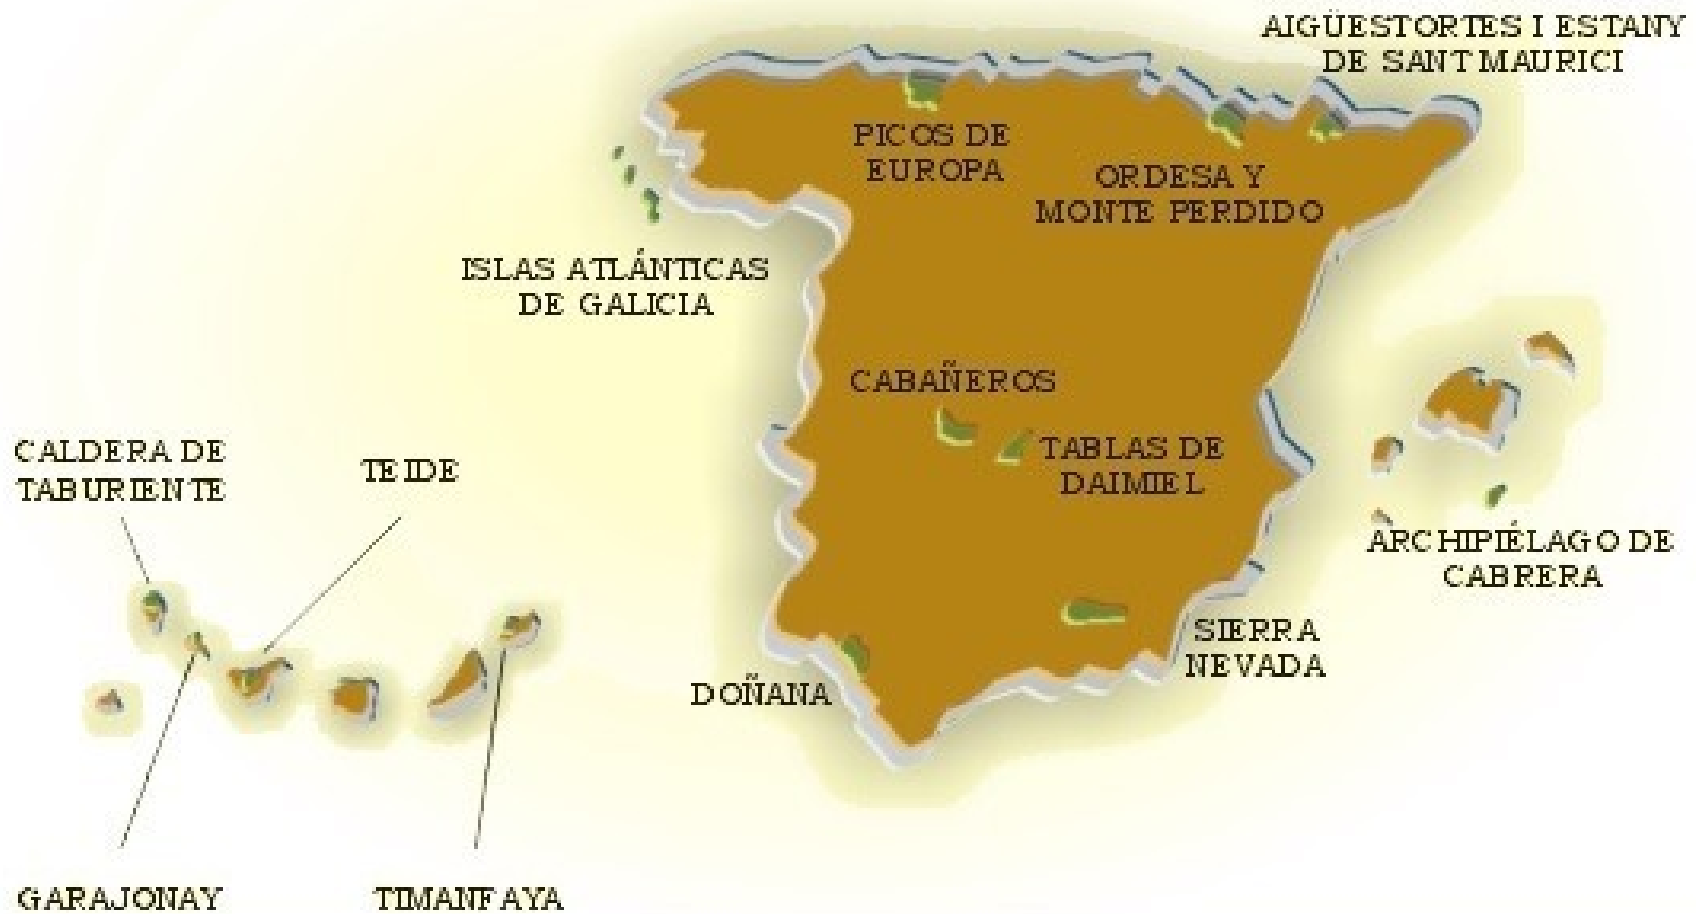 AIGÜESTORTES I ESTANY
DE SANT MAURICI
PICOS DE
EUROPA
ORDESA Y
MONTE PERDIDO
ISLAS ATLÁNTICAS
DE GALICIA
CABAÑEROS
TABLAS DE
DAIMIEL
CALDERA DE
TABURIENTE
TEIDE
ARCHIPIÉLAGO DE
CABRERA
SIERRA
NEVADA
DOÑANA
GARAJONAY
TIMANFAYA